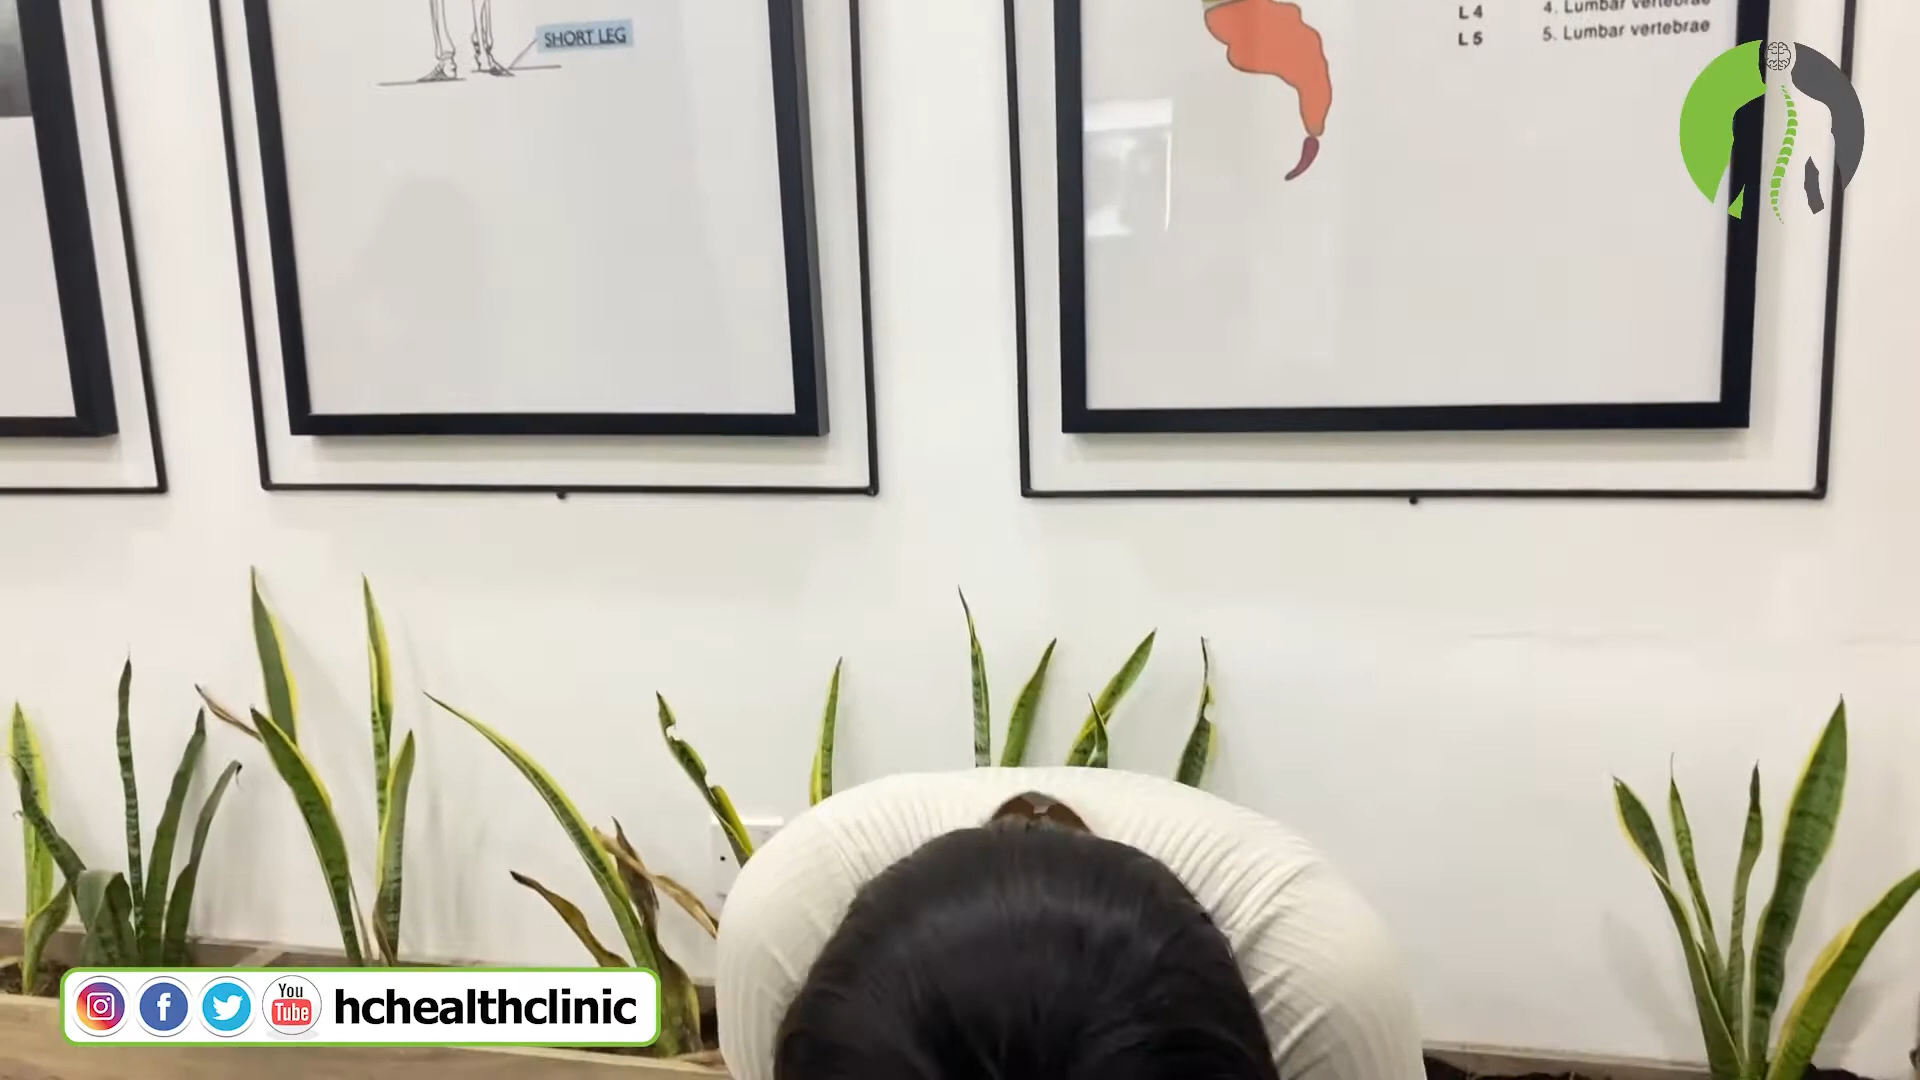 SHORT LEG
L 4 4. Lumbar vertebrae
L 5 5. Lumbar vertebrae
You
Tube
hchealthclinic